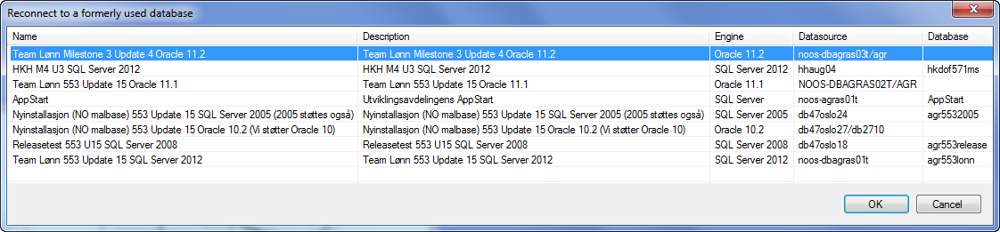 Reconnect to a formerly used database
Name Description Engine Datasource Database
Team Lønn Milestone 3 Update 4 Oracle 11.2 Team Lønn Milestone 3 Update 4 Oracle 11.2 Oracle 11.2 noos-dbagras03t/agr
HKH M4 U3 SQL Server 2012 HKH M4 U3 SQL Server 2012 SQL Server 2012 hhaug04 hkdof571ms
Team Lønn 553 Update 15 Oracle 11.1 Team Lønn 553 Update 15 Oracle 11.1 Oracle 11.1 NOOS-DBAGRAS02T/AGR
AppStart Utviklingsavdelingens AppStart SQL Server noos-agras01t AppStart
Nyinstallasjon (NO malbase) 553 Update 15 SQL Server 2005 (2005 støttes også) Nyinstallasjon (NO malbase) 553 Update 15 SQL Server 2005 (2005 støttes også) SQL Server 2005 db47oslo24 agr5532005
Nyinstallasjon (NO malbase) 553 Update 15 Oracle 10.2 (Vi støtter Oracle 10) Nyinstallasjon (NO malbase) 553 Update 15 Oracle 10.2 (Vi støtter Oracle 10) Oracle 10.2 db47oslo27/db2710
Releasetest 553 U15 SQL Server 2008 Releasetest 553 U15 SQL Server 2008 SQL Server 2008 db47oslo18 agr553release
Team Lønn 553 Update 15 SQL Server 2012 Team Lønn 553 Update 15 SQL Server 2012 SQL Server 2012 noos-dbagras01t agr553lonn
OK Cancel